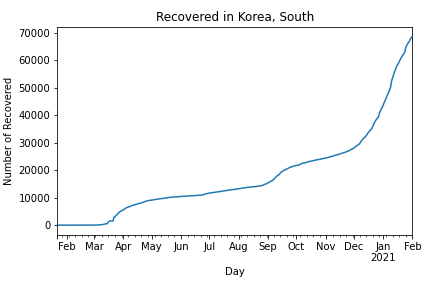 Recovered in Korea, South
Number of Recovered
70000
60000
50000
40000
30000
20000
10000
0
Feb Mar Apr May Jun Jul Aug Sep Oct Nov Dec Jan Feb
2021
Day